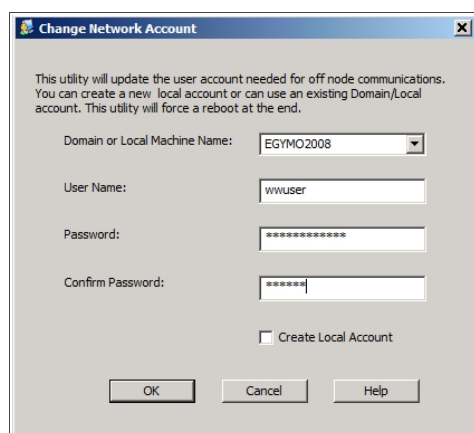 Change Network Account
This utility will update the user account needed for off node communications.
You can create a new local account or can use an existing Domain/Local
account. This utility will force a reboot at the end.
Domain or Local Machine Name:
EGYMO2008
User Name:
wwuser
Password:
************
Confirm Password:
******
Create Local Account
OK
Cancel
Help